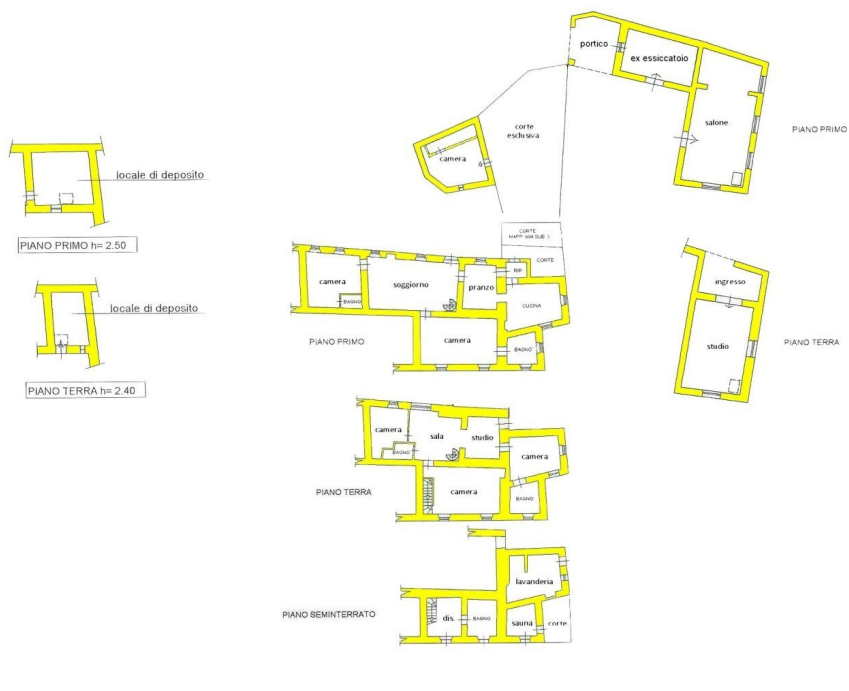 portico
ex essiccatoio
salone
PIANO PRIMO
corte
esclusiva
camera
locale di deposito
PIANO PRIMO h= 2.50
locale di deposito
PIANO TERRA h= 2.40
CORTE
CORTE
camera
BAGNO
soggiorno
pranzo
RIP
CUCINA
PIANO PRIMO
camera
BAGNO
ingresso
studio
PIANO TERRA
camera
BAGNO
sala
studio
camera
PIANO TERRA
camera
BAGNO
lavanderia
PIANO SEMINTERRATO
dis.
BAGNO
sauna
corte